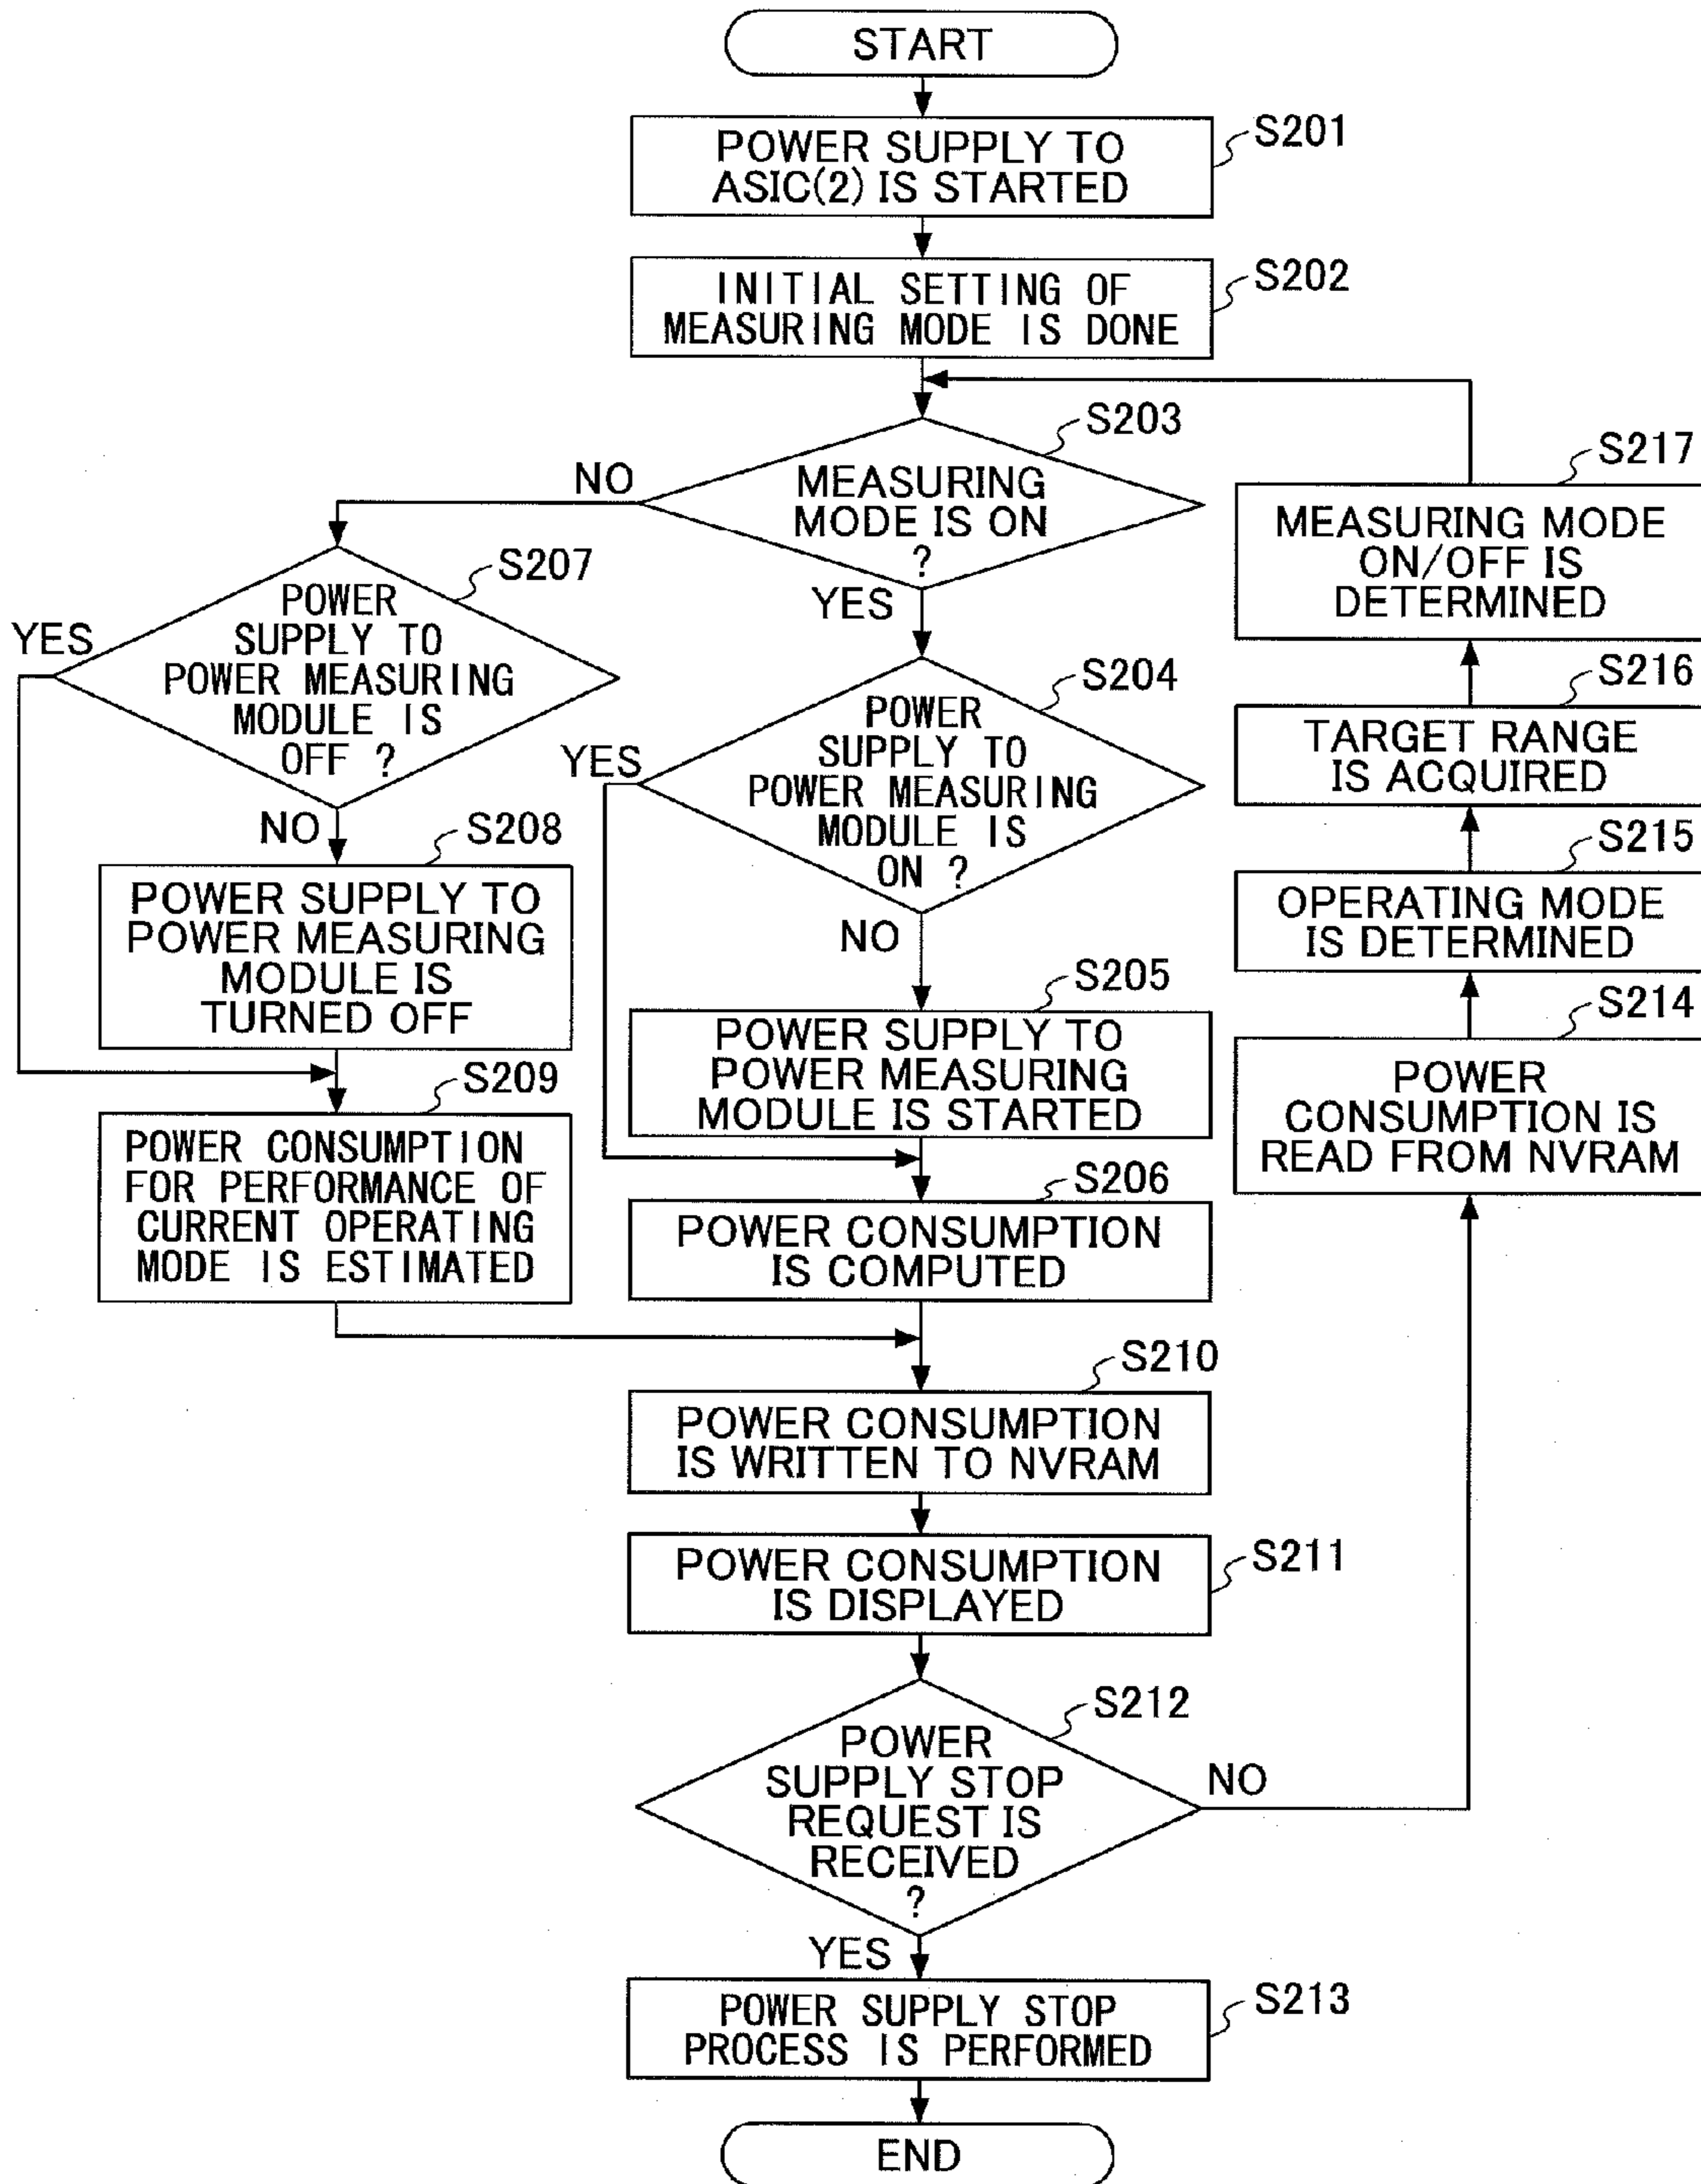 START
S201
POWER SUPPLY TO
ASIC(2) IS STARTED
S202
INITIAL SETTING OF
MEASURING MODE IS DONE
S203
MEASURING
MODE IS ON
?
NO
YES
S207
POWER
SUPPLY TO
POWER MEASURING
MODULE IS
OFF ?
YES
NO
S204
POWER
SUPPLY TO
POWER MEASURING
MODULE IS
ON ?
YES
NO
S208
POWER SUPPLY TO
POWER MEASURING
MODULE IS
TURNED OFF
S205
POWER SUPPLY TO
POWER MEASURING
MODULE IS STARTED
S209
POWER CONSUMPTION
FOR PERFORMANCE OF
CURRENT OPERATING
MODE IS ESTIMATED
S206
POWER CONSUMPTION
IS COMPUTED
S210
POWER CONSUMPTION
IS WRITTEN TO NVRAM
S211
POWER CONSUMPTION
IS DISPLAYED
S212
POWER
SUPPLY STOP
REQUEST IS
RECEIVED
?
NO
YES
S213
POWER SUPPLY STOP
PROCESS IS PERFORMED
END
S217
MEASURING MODE
ON/OFF IS
DETERMINED
S216
TARGET RANGE
IS ACQUIRED
S215
OPERATING MODE
IS DETERMINED
S214
POWER
CONSUMPTION IS
READ FROM NVRAM